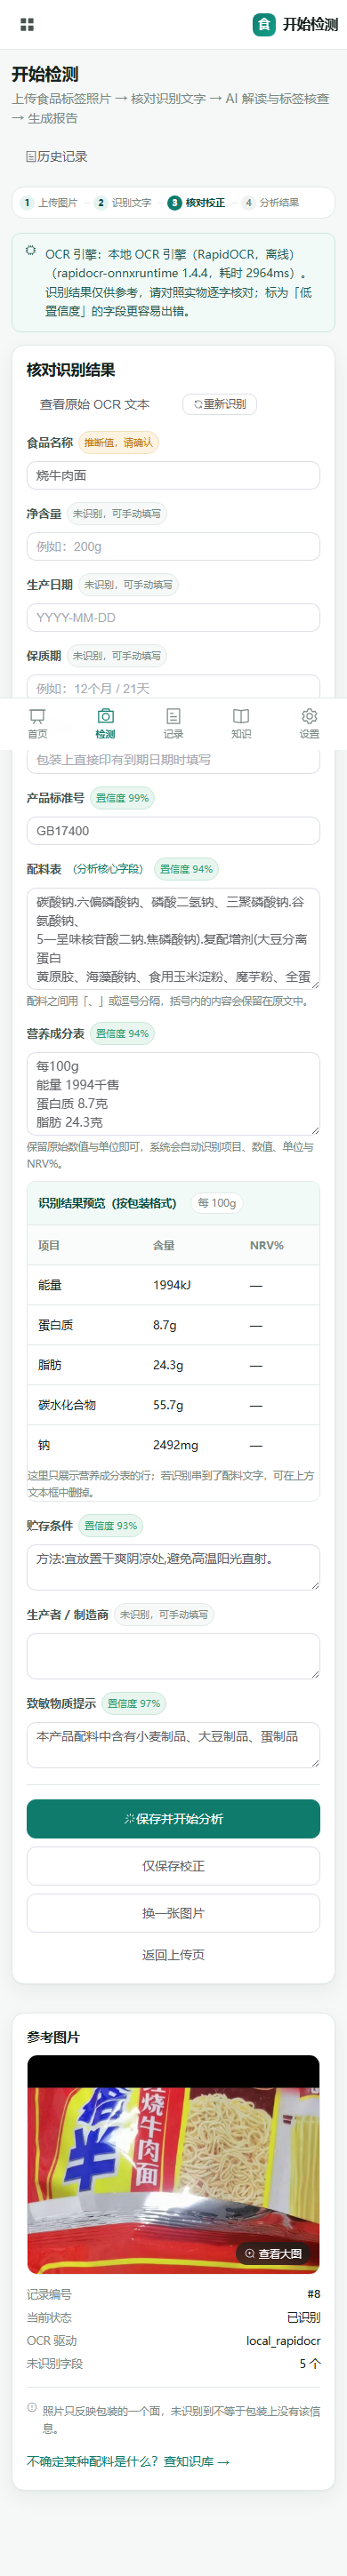 开始检测
开始检测
上传食品标签照片 → 核对识别文字 → AI 解读与标签核查
→ 生成报告
历史记录
1 上传图片 2 识别文字 3 核对校正 4 分析结果
OCR 引擎：本地 OCR 引擎（RapidOCR，离线）
（rapidocr-onnxruntime 1.4.4，耗时 2964ms）。
识别结果仅供参考，请对照实物逐字核对；标为「低
置信度」的字段更容易出错。
核对识别结果
查看原始 OCR 文本 重新识别
食品名称 推断值，请确认
烧牛肉面
净含量 未识别，可手动填写
例如：200g
生产日期 未识别，可手动填写
YYYY-MM-DD
保质期 未识别，可手动填写
例如：12个月 / 21天
首页 检测 记录 知识 设置
包装上直接印有到期日期时填写
产品标准号 置信度 99%
GB17400
配料表 （分析核心字段） 置信度 94%
碳酸钠.六偏磷酸钠、磷酸二氢钠、三聚磷酸钠.谷
氨酸钠、
5一呈味核苷酸二钠.焦磷酸钠).复配增剂(大豆分离
蛋白
黄原胶、海藻酸钠、食用玉米淀粉、魔芋粉、全蛋
配料之间用「、」或逗号分隔，括号内的内容会保留在原文中。
营养成分表 置信度 94%
每100g
能量 1994千售
蛋白质 8.7克
脂肪 24.3克
保留原始数值与单位即可，系统会自动识别项目、数值、单位与
NRV%。
识别结果预览（按包装格式） 每 100g
项目 含量 NRV%
能量 1994kJ —
蛋白质 8.7g —
脂肪 24.3g —
碳水化合物 55.7g —
钠 2492mg —
这里只展示营养成分表的行；若识别串到了配料文字，可在上方
文本框中删掉。
贮存条件 置信度 93%
方法:宜放置干爽阴凉处,避免高温阳光直射。
生产者 / 制造商 未识别，可手动填写
致敏物质提示 置信度 97%
本产品配料中含有小麦制品、大豆制品、蛋制品
保存并开始分析
仅保存校正
换一张图片
返回上传页
参考图片
拾半
红烧牛肉面
查看大图
记录编号 #8
当前状态 已识别
OCR 驱动 local_rapidocr
未识别字段 5 个
照片只反映包装的一个面，未识别到不等于包装上没有该信
息。
不确定某种配料是什么？查知识库 →